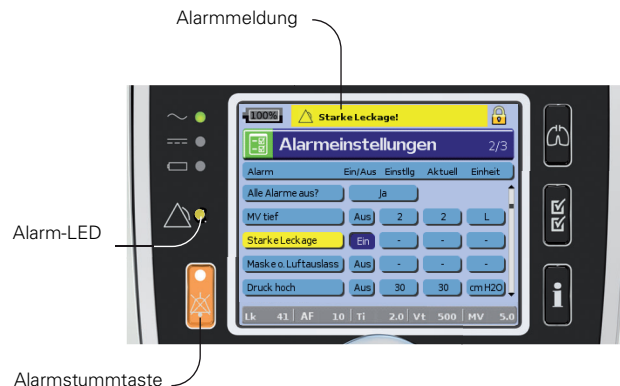 Alarmmeldung
100% Starke Leckage!
Alarmeinstellungen 2/3
Alarm Ein/Aus Einstllg Aktuell Einheit
Alle Alarme aus? Ja
MV tief Aus 2 2 L
Starke Leckage Ein - -  -
Maske o. Luftauslass Aus - - -
Druck hoch Aus 30 30 cmH2O
Lk 41 AF 10 Ti 2.0 Vt 500 MV 5.0
Alarm-LED
Alarmstummtaste